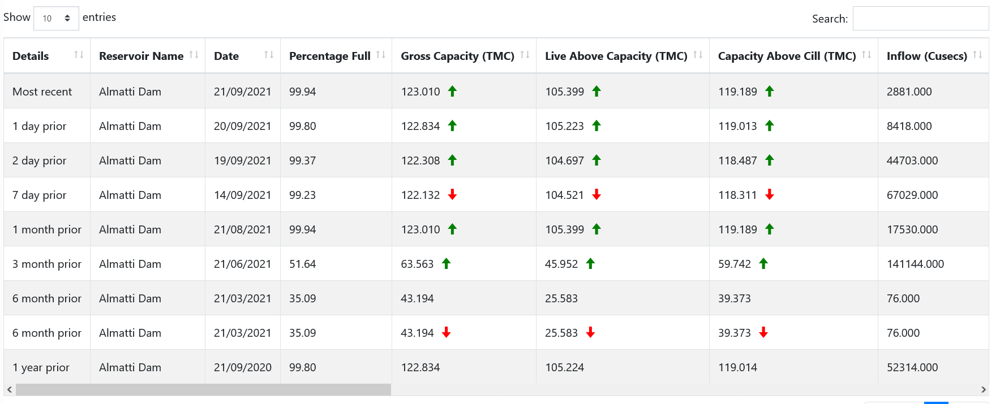 Show 10 entries Search:
Details Reservoir Name Date Percentage Full Gross Capacity (TMC) Live Above Capacity (TMC) Capacity Above Cill (TMC) Inflow (Cusecs)
Most recent Almatti Dam 21/09/2021 99.94 123.010 105.399 119.189 2881.000
1 day prior Almatti Dam 20/09/2021 99.80 122.834 105.223 119.013 8418.000
2 day prior Almatti Dam 19/09/2021 99.37 122.308 104.697 118.487 44703.000
7 day prior Almatti Dam 14/09/2021 99.23 122.132 104.521 118.311 67029.000
1 month prior Almatti Dam 21/08/2021 99.94 123.010 105.399 119.189 17530.000
3 month prior Almatti Dam 21/06/2021 51.64 63.563 45.952 59.742 141144.000
6 month prior Almatti Dam 21/03/2021 35.09 43.194 25.583 39.373 76.000
6 month prior Almatti Dam 21/03/2021 35.09 43.194 25.583 39.373 76.000
1 year prior Almatti Dam 21/09/2020 99.80 122.834 105.224 119.014 52314.000